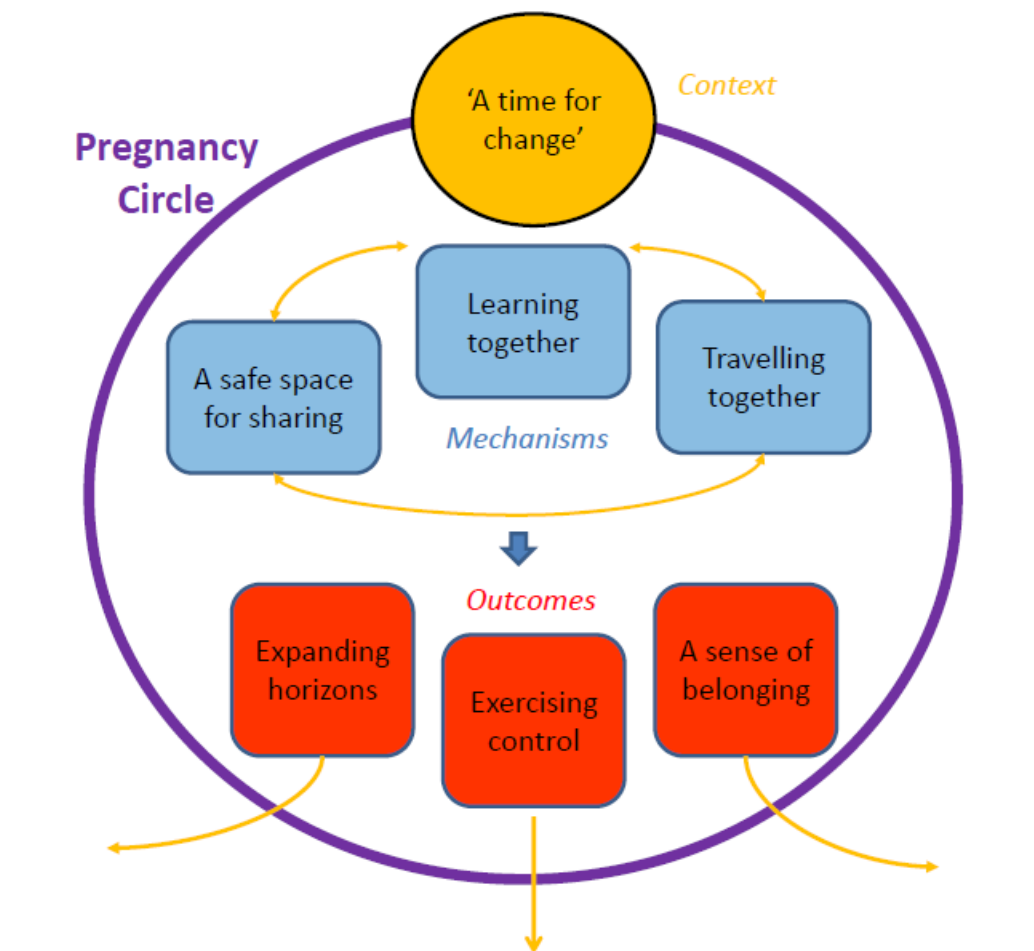 ‘A time for
change’
Context
Pregnancy
Circle
Learning
together
Travelling
together
A safe space
for sharing
Mechanisms
Outcomes
Expanding
horizons
Exercising
control
A sense of
belonging